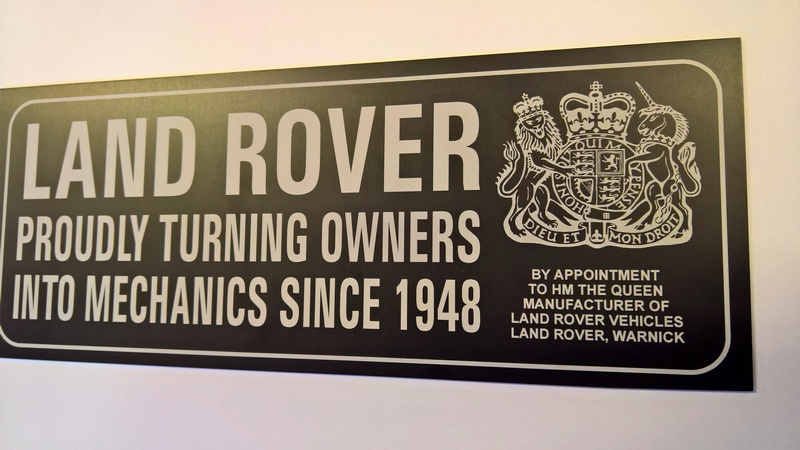 LAND ROVER
PROUDLY TURNING OWNERS
INTO MECHANICS SINCE 1948
DIEU ET MON DROIT
BY APPOINTMENT
TO HM THE QUEEN
MANUFACTURER OF
LAND ROVER VEHICLES
LAND ROVER, WARNICK